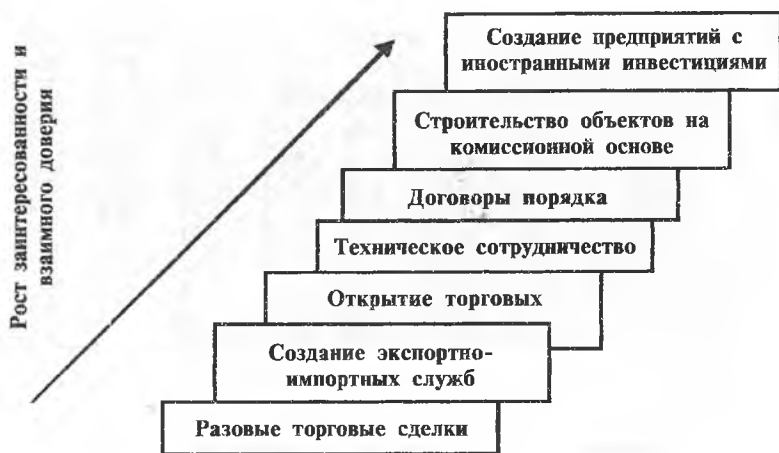 Рост заинтересованности и
взаимного доверия
Создание предприятий с
иностранными инвестициями
Строительство объектов на
комиссионной основе
Договоры порядка
Техническое сотрудничество
Открытие торговых
Создание экспортно-
импортных служб
Разовые торговые сделки